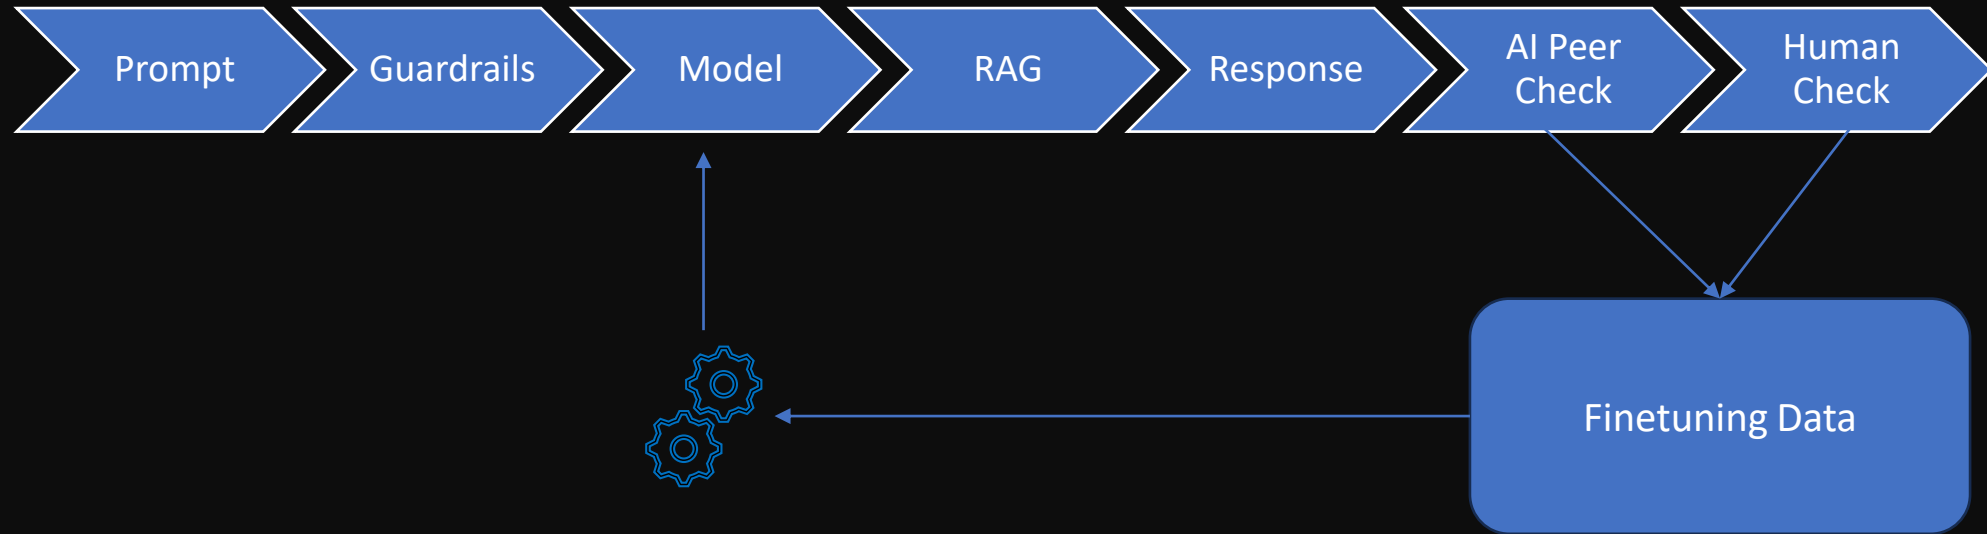 Prompt
Guardrails
Model
RAG
Response
AI Peer
Check
Human
Check
Finetuning Data